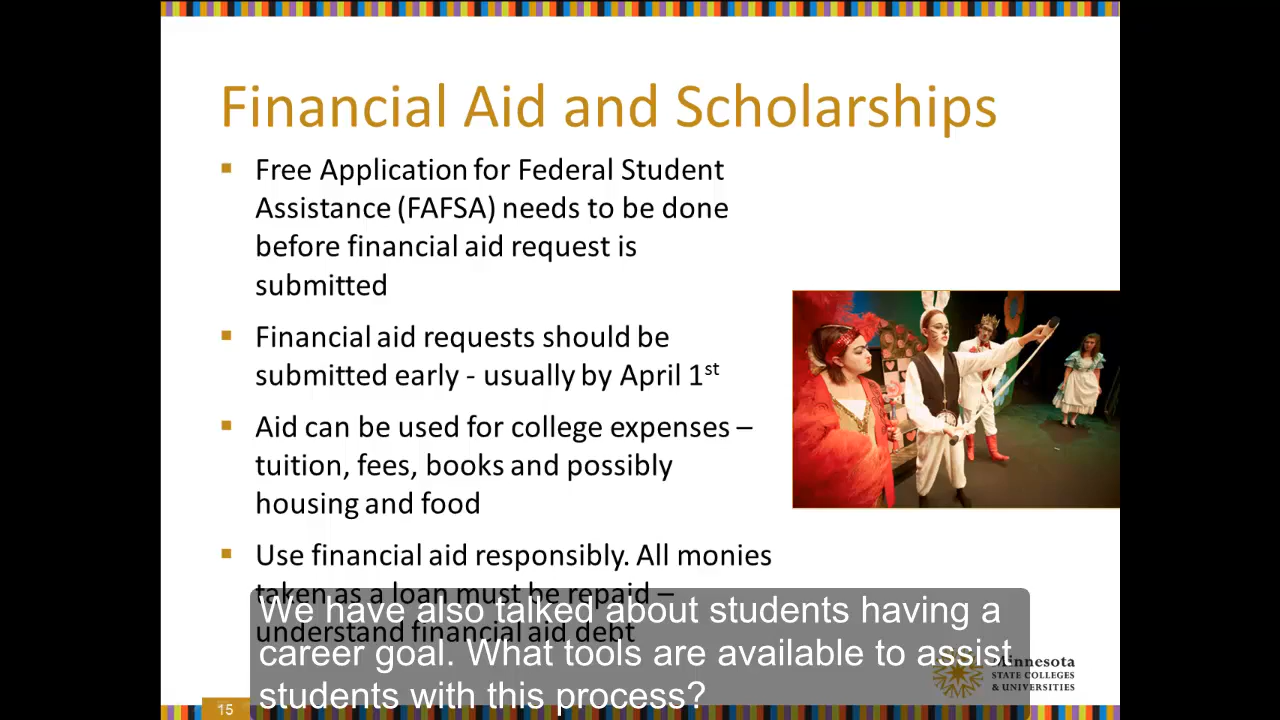 Financial Aid and Scholarships
▪ Free Application for Federal Student
Assistance (FAFSA) needs to be done
before financial aid request is
submitted
▪ Financial aid requests should be
submitted early - usually by April 1st
▪ Aid can be used for college expenses –
tuition, fees, books and possibly
housing and food
▪ Use financial aid responsibly. All monies
taken as a loan must be repaid –
understand financial aid debt
We have also talked about students having a
career goal. What tools are available to assist
students with this process?
Minnesota
STATE COLLEGES
& UNIVERSITIES
15